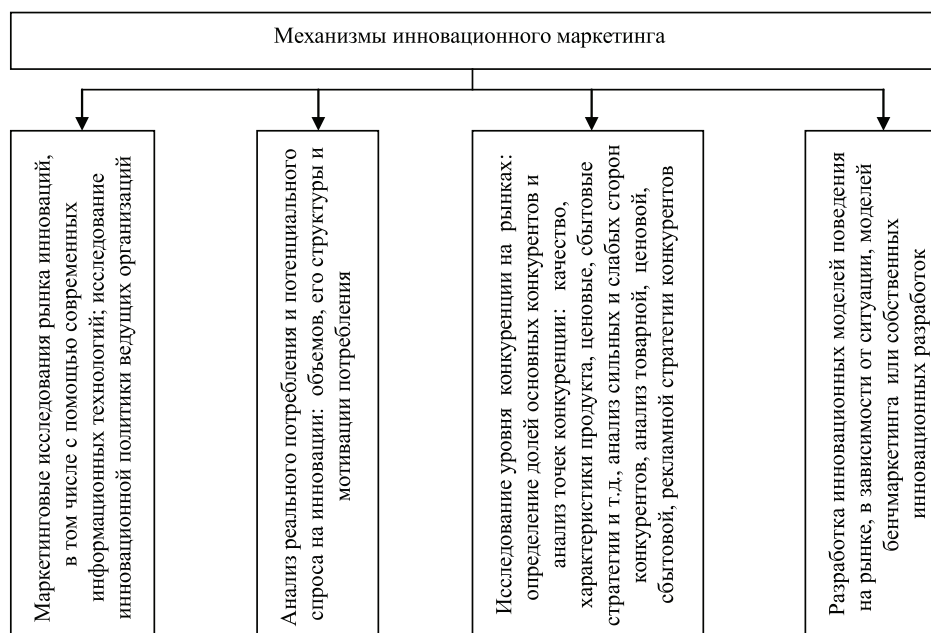 Механизмы инновационного маркетинга
Маркетинговые исследования рынка инноваций,
в том числе с помощью современных
информационных технологий; исследование
инновационной политики ведущих организаций
Анализ реального потребления и потенциального
спроса на инновации: объемов, его структуры и
мотивации потребления
Исследование уровня конкуренции на рынках:
определение долей основных конкурентов и
анализ точек конкуренции: качество,
характеристики продукта, ценовые, сбытовые
стратегии и т.д., анализ сильных и слабых сторон
конкурентов, анализ товарной, ценовой,
сбытовой, рекламной стратегии конкурентов
Разработка инновационных моделей поведения
на рынке, в зависимости от ситуации, моделей
бенчмаркетинга или собственных
инновационных разработок